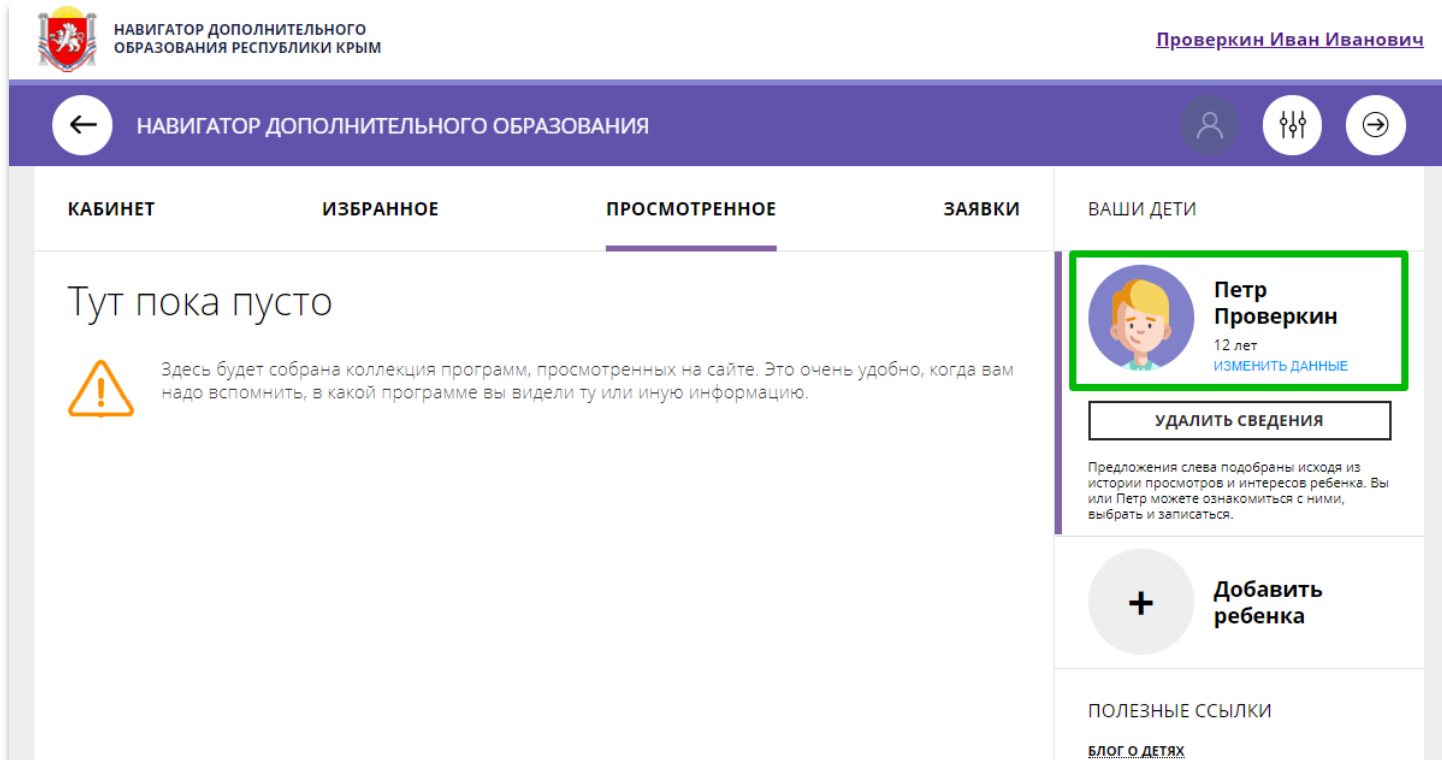 НАВИГАТОР ДОПОЛНИТЕЛЬНОГО
ОБРАЗОВАНИЯ РЕСПУБЛИКИ КРЫМ
Проверкин Иван Иванович
НАВИГАТОР ДОПОЛНИТЕЛЬНОГО ОБРАЗОВАНИЯ
КАБИНЕТ
ИЗБРАННОЕ
ПРОСМОТРЕННОЕ
ЗАЯВКИ
Тут пока пусто
Здесь будет собрана коллекция программ, просмотренных на сайте. Это очень удобно, когда вам
надо вспомнить, в какой программе вы видели ту или иную информацию.
ВАШИ ДЕТИ
Петр
Проверкин
12 лет
ИЗМЕНИТЬ ДАННЫЕ
УДАЛИТЬ СВЕДЕНИЯ
Предложения слева подобраны исходя из
истории просмотров и интересов ребенка. Вы
или Петр можете ознакомиться с ними,
выбрать и записаться.
Добавить
ребенка
ПОЛЕЗНЫЕ ССЫЛКИ
БЛОГ О ДЕТЯХ